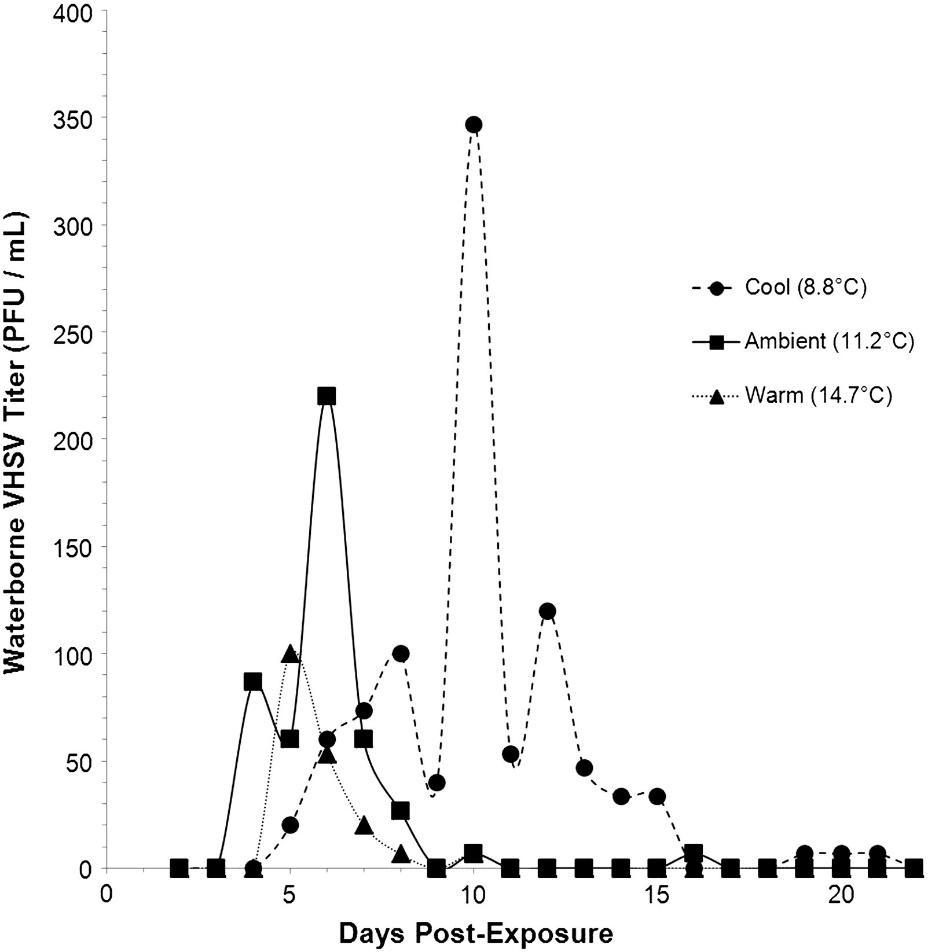 Waterborne VHSV Titer (PFU / mL)
400
350
300
250
200
150
100
50
0
Cool (8.8°C)
Ambient (11.2°C)
Warm (14.7°C)
0 5 10 15 20
Days Post-Exposure